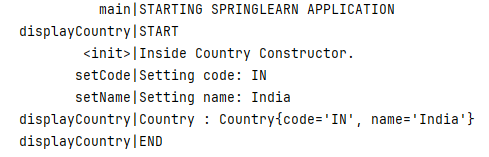 main|STARTING SPRINGLEARN APPLICATION
displayCountry|START
<init>|Inside Country Constructor.
setCode|Setting code: IN
setName|Setting name: India
displayCountry|Country : Country{code='IN', name='India'}
displayCountry|END